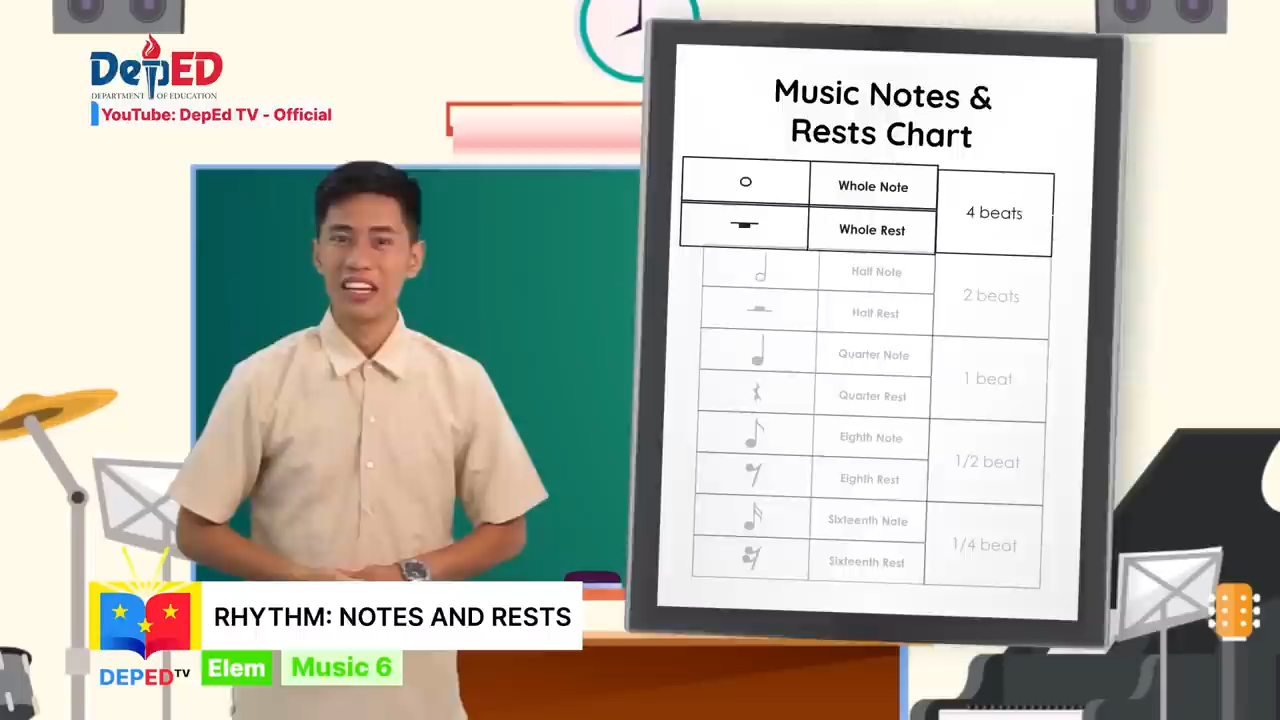 DepED
DEPARTMENT OF EDUCATION
YouTube: DepEd TV - Official
Music Notes &
Rests Chart
Whole Note
4 beats
Whole Rest
Half Note
2 beats
Half Rest
Quarter Note
1 beat
Quarter Rest
Eighth Note
1/2 beat
Eighth Rest
Sixteenth Note
1/4 beat
Sixteenth Rest
RHYTHM: NOTES AND RESTS
DEPED TV
Elem
Music 6